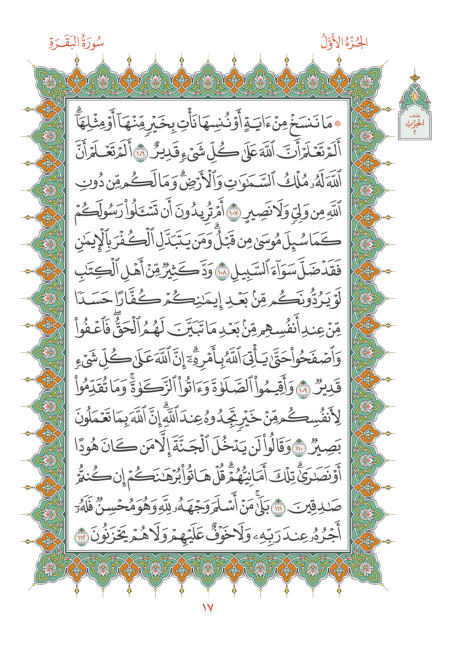 الجُزْءُ الأَوَّلُ
سُورَةُ البَقَرَةِ
نصف
الحزب
٢
۞ مَا نَنسَخْ مِنْ ءَايَةٍ أَوْ نُنسِهَا نَأْتِ بِخَيْرٍ مِّنْهَآ أَوْ مِثْلِهَآۗ
أَلَمْ تَعْلَمْ أَنَّ ٱللَّهَ عَلَىٰ كُلِّ شَىْءٍ قَدِيرٌ ١٠٦ أَلَمْ تَعْلَمْ أَنَّ
ٱللَّهَ لَهُۥ مُلْكُ ٱلسَّمَـٰوَٰتِ وَٱلْأَرْضِۗ وَمَا لَكُم مِّن دُونِ
ٱللَّهِ مِن وَلِىٍّ وَلَا نَصِيرٍ ١٠٧ أَمْ تُرِيدُونَ أَن تَسْـَٔلُوا۟ رَسُولَكُمْ
كَمَا سُئِلَ مُوسَىٰ مِن قَبْلُۗ وَمَن يَتَبَدَّلِ ٱلْكُفْرَ بِٱلْإِيمَـٰنِ
فَقَدْ ضَلَّ سَوَآءَ ٱلسَّبِيلِ ١٠٨ وَدَّ كَثِيرٌ مِّنْ أَهْلِ ٱلْكِتَـٰبِ
لَوْ يَرُدُّونَكُم مِّنۢ بَعْدِ إِيمَـٰنِكُمْ كُفَّارًا حَسَدًا
مِّنْ عِندِ أَنفُسِهِم مِّنۢ بَعْدِ مَا تَبَيَّنَ لَهُمُ ٱلْحَقُّۖ فَٱعْفُوا۟
وَٱصْفَحُوا۟ حَتَّىٰ يَأْتِىَ ٱللَّهُ بِأَمْرِهِۦٓۗ إِنَّ ٱللَّهَ عَلَىٰ كُلِّ شَىْءٍ
قَدِيرٌ ١٠٩ وَأَقِيمُوا۟ ٱلصَّلَوٰةَ وَءَاتُوا۟ ٱلزَّكَوٰةَۚ وَمَا تُقَدِّمُوا۟
لِأَنفُسِكُم مِّنْ خَيْرٍ تَجِدُوهُ عِندَ ٱللَّهِۗ إِنَّ ٱللَّهَ بِمَا تَعْمَلُونَ
بَصِيرٌ ١١٠ وَقَالُوا۟ لَن يَدْخُلَ ٱلْجَنَّةَ إِلَّا مَن كَانَ هُودًا
أَوْ نَصَـٰرَىٰۗ تِلْكَ أَمَانِيُّهُمْۗ قُلْ هَاتُوا۟ بُرْهَـٰنَكُمْ إِن كُنتُمْ
صَـٰدِقِينَ ١١١ بَلَىٰ مَنْ أَسْلَمَ وَجْهَهُۥ لِلَّهِ وَهُوَ مُحْسِنٌ فَلَهُۥٓ
أَجْرُهُۥ عِندَ رَبِّهِۦ وَلَا خَوْفٌ عَلَيْهِمْ وَلَا هُمْ يَحْزَنُونَ ١١٢
١٧